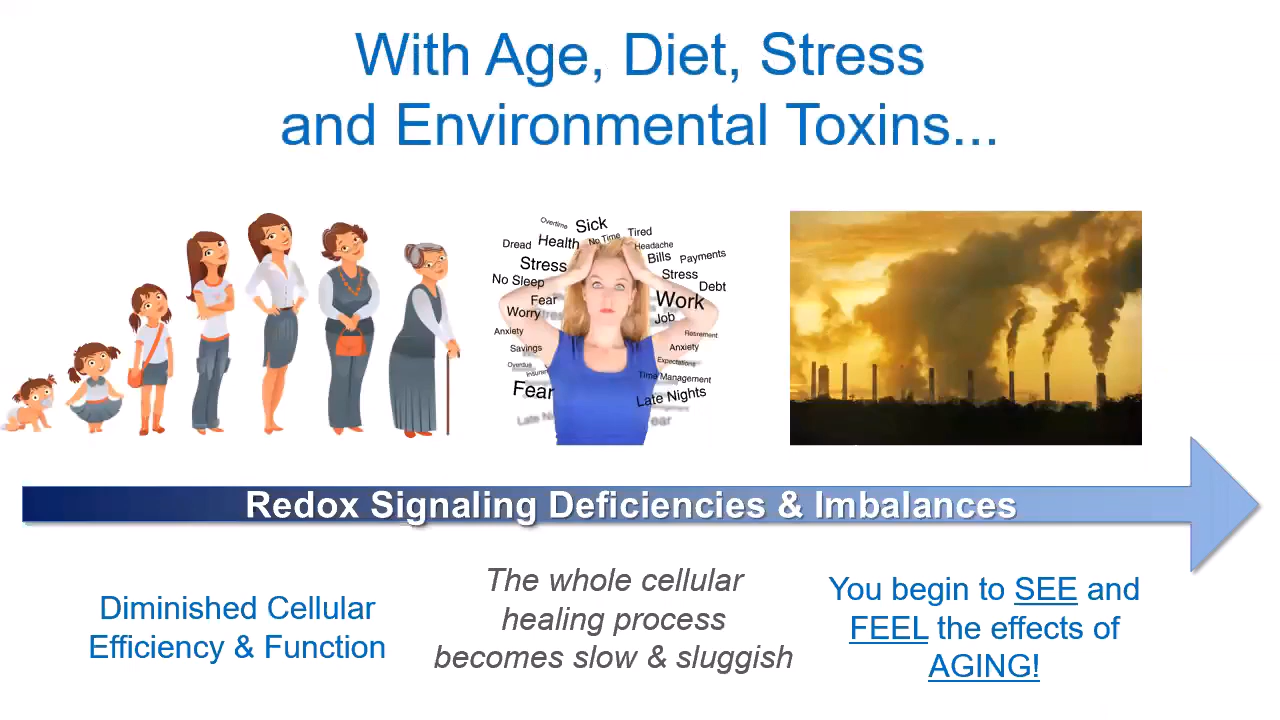 With Age, Diet, Stress
and Environmental Toxins...
Overtime
Sick
Tired
Dread
Health
No Time
Headache
Stress
Bills
Payments
No Sleep
Stress
Debt
Fear
Work
Worry
Job
Anxiety
Retirement
Savings
Anxiety
Overdue
Expectations
Time Management
Fear
Late Nights
Redox Signaling Deficiencies & Imbalances
Diminished Cellular
Efficiency & Function
The whole cellular
healing process
becomes slow & sluggish
You begin to SEE and
FEEL the effects of
AGING!